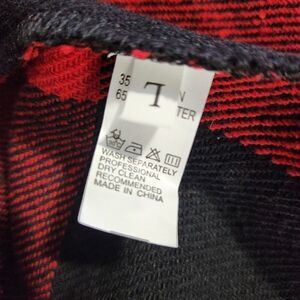 L
35 N
65 TER
WASH SEPARATELY
PROFESSIONAL
DRY CLEAN
RECOMMENDED
MADE IN CHINA